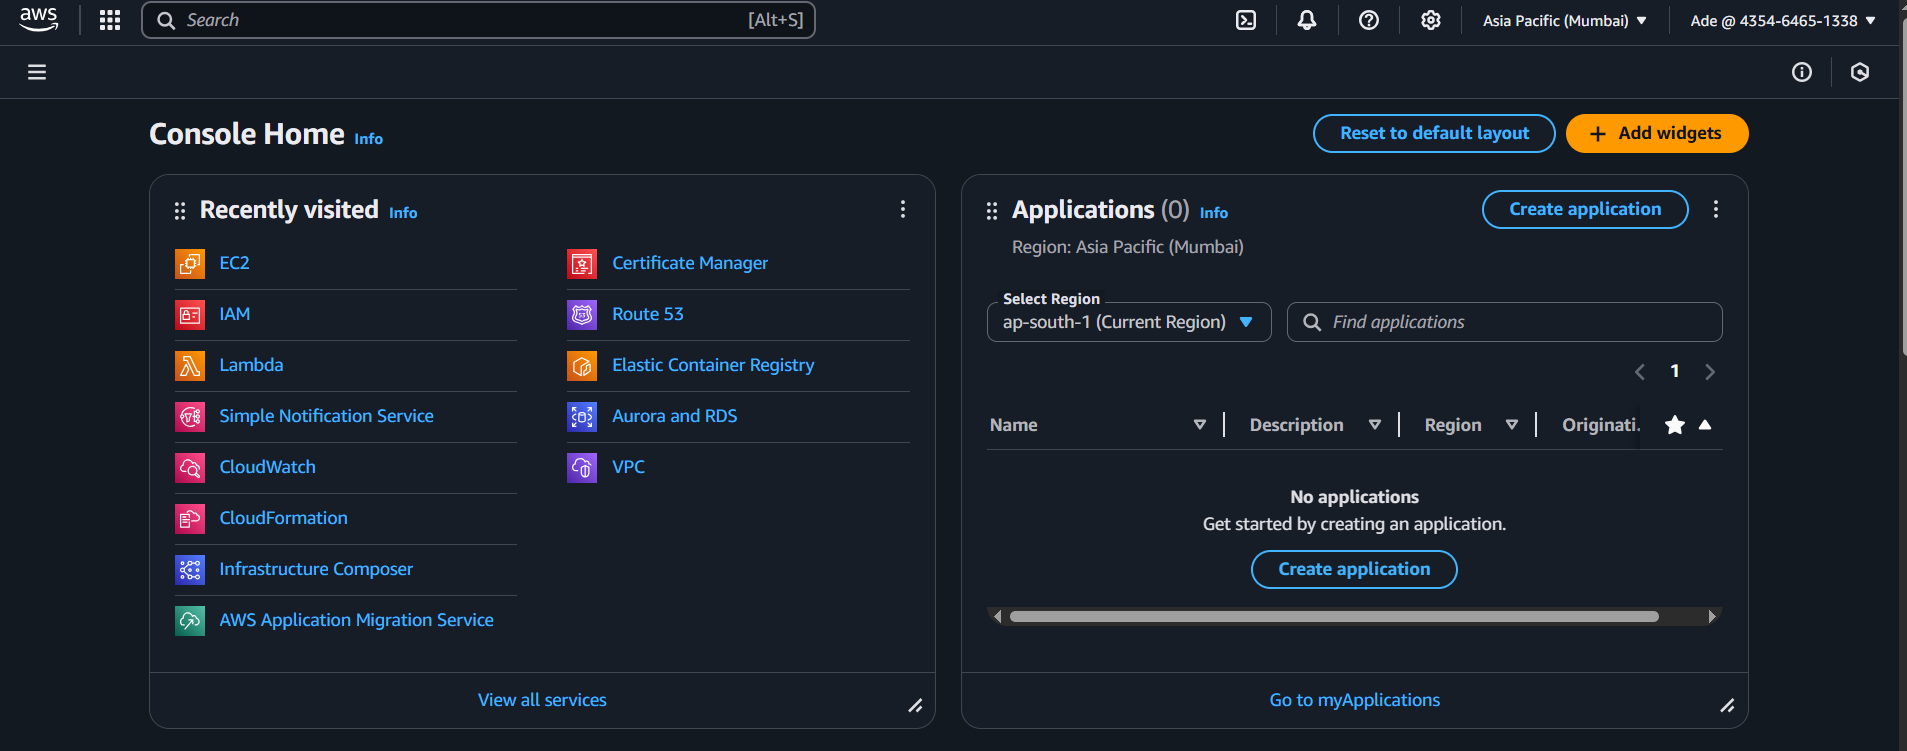 aws
Search [Alt+S]
Asia Pacific (Mumbai)
Ade @ 4354-6465-1338
Console Home Info
Reset to default layout
Add widgets
Recently visited Info
EC2
IAM
Lambda
Simple Notification Service
CloudWatch
CloudFormation
Infrastructure Composer
AWS Application Migration Service
Certificate Manager
Route 53
Elastic Container Registry
Aurora and RDS
VPC
View all services
Applications (0) Info
Create application
Region: Asia Pacific (Mumbai)
Select Region
ap-south-1 (Current Region)
Find applications
1
Name Description Region Originati.
No applications
Get started by creating an application.
Create application
Go to myApplications